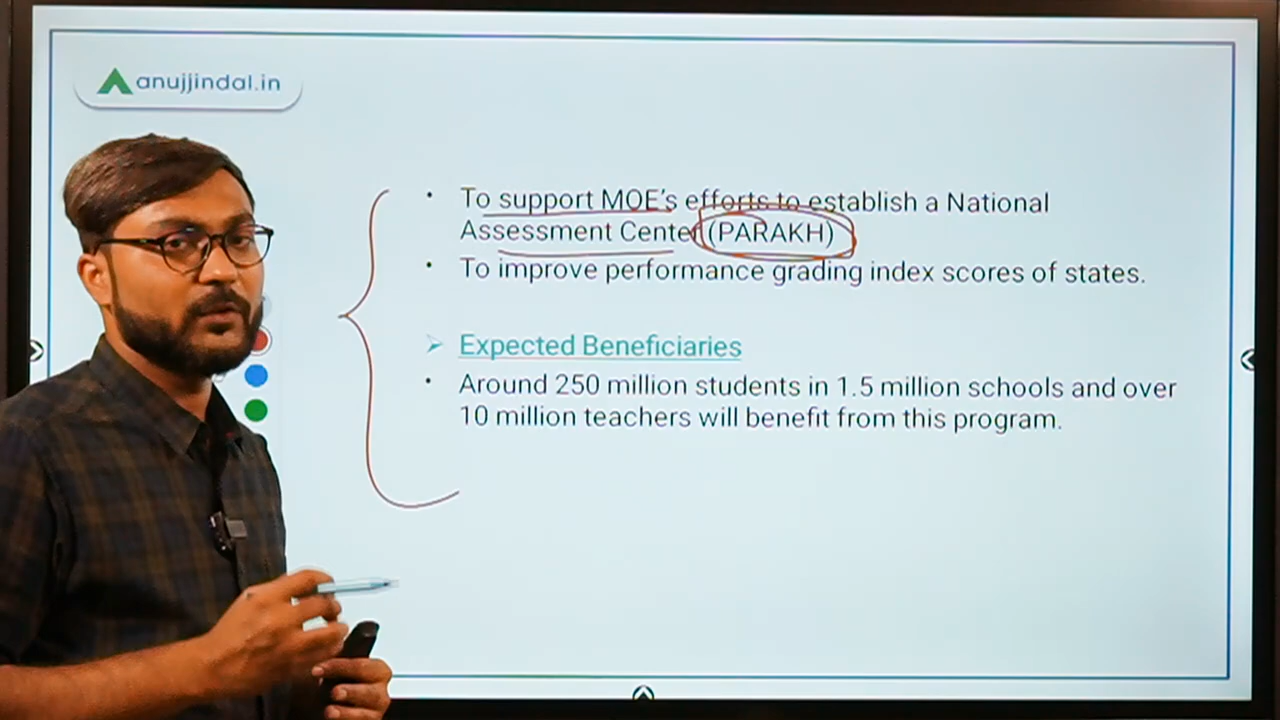 anujjindal.in
• To support MOE's efforts to establish a National
Assessment Center (PARAKH)
• To improve performance grading index scores of states.
➢ Expected Beneficiaries
• Around 250 million students in 1.5 million schools and over
10 million teachers will benefit from this program.